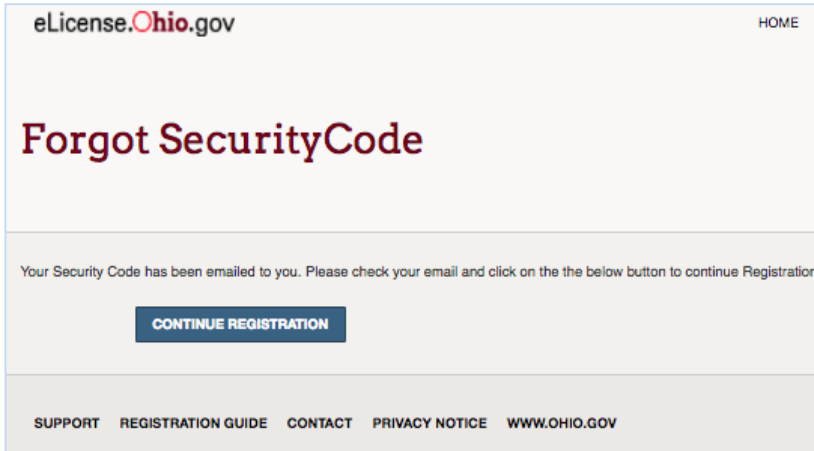 eLicense.Ohio.gov
HOME
Forgot SecurityCode
Your Security Code has been emailed to you. Please check your email and click on the the below button to continue Registration
CONTINUE REGISTRATION
SUPPORT REGISTRATION GUIDE CONTACT PRIVACY NOTICE WWW.OHIO.GOV